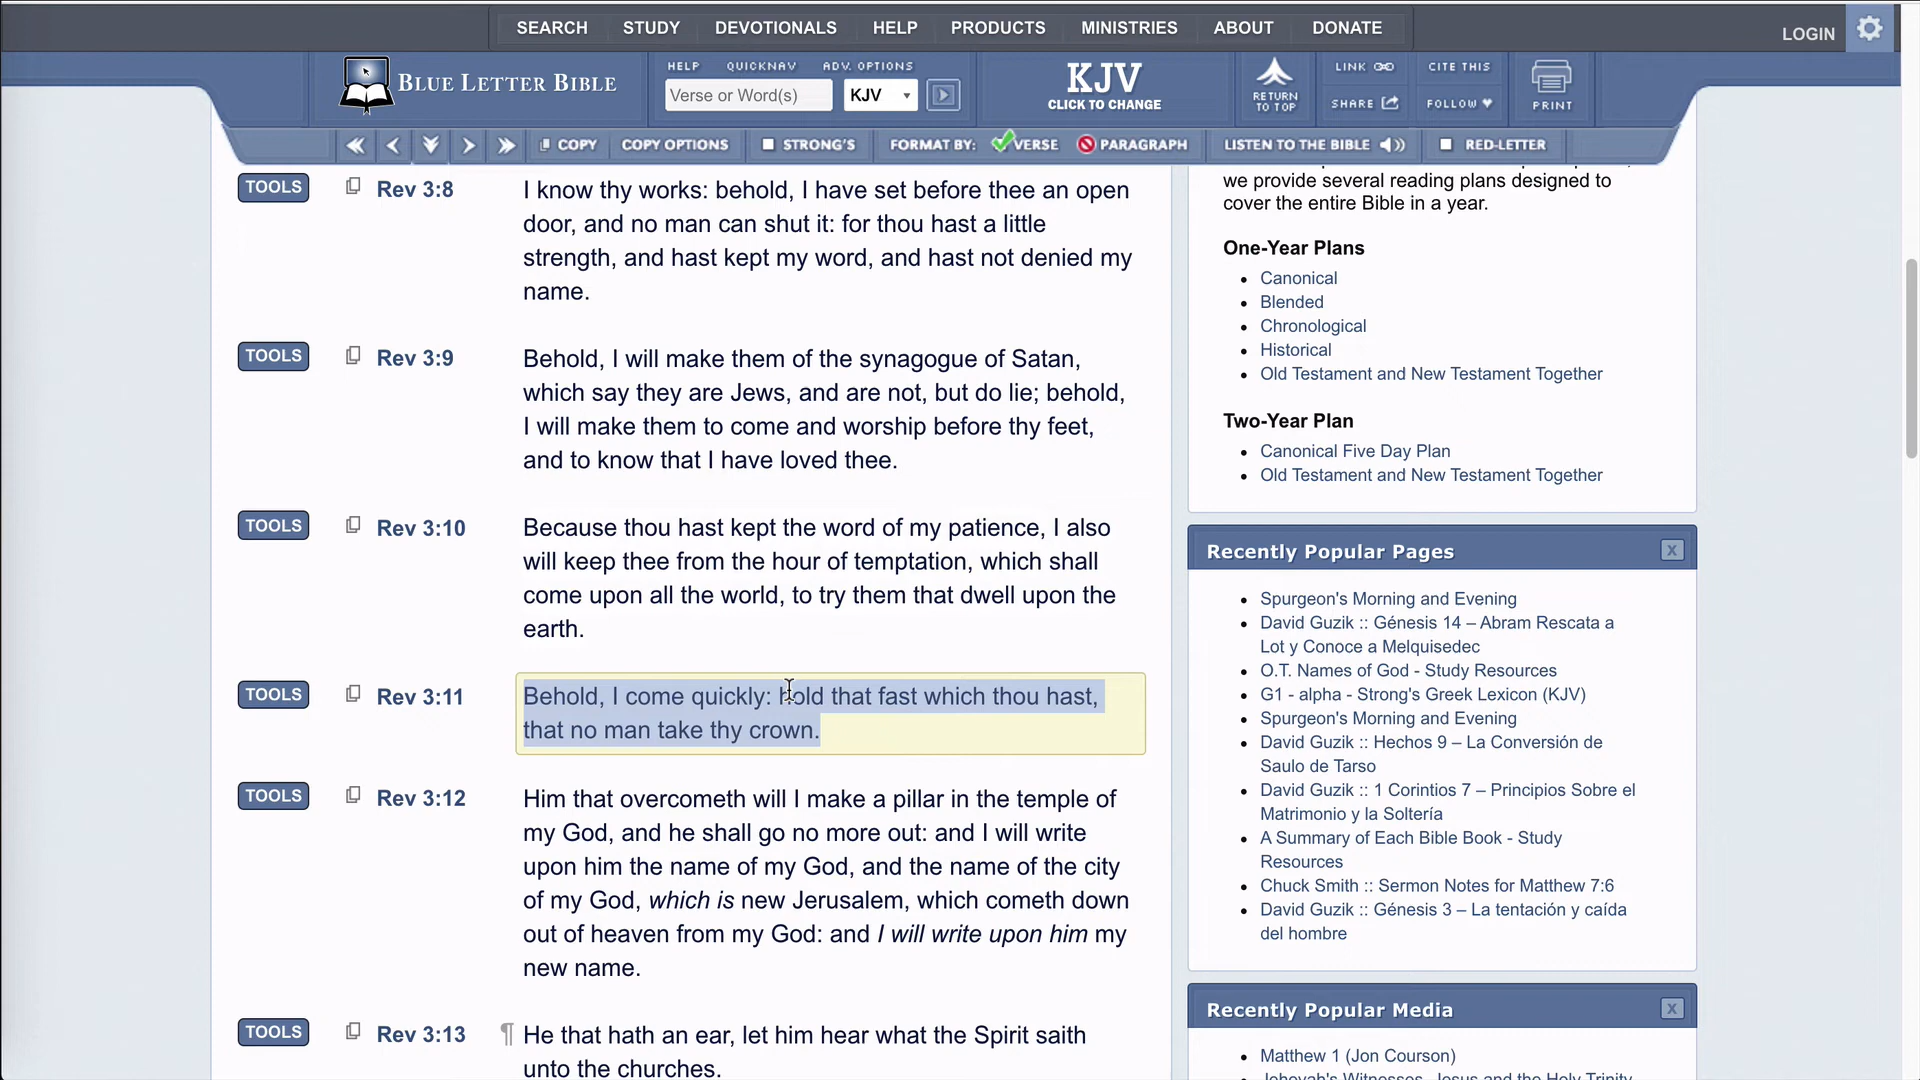 SEARCH STUDY DEVOTIONALS HELP PRODUCTS MINISTRIES ABOUT DONATE
LOGIN
BLUE LETTER BIBLE
HELP QUICKNAV ADV. OPTIONS
Verse or Word(s) KJV
KJV
CLICK TO CHANGE
RETURN
TO TOP
LINK CITE THIS
SHARE FOLLOW
PRINT
COPY COPY OPTIONS STRONG'S FORMAT BY: VERSE PARAGRAPH LISTEN TO THE BIBLE RED-LETTER
TOOLS Rev 3:8 I know thy works: behold, I have set before thee an open
door, and no man can shut it: for thou hast a little
strength, and hast kept my word, and hast not denied my
name.
TOOLS Rev 3:9 Behold, I will make them of the synagogue of Satan,
which say they are Jews, and are not, but do lie; behold,
I will make them to come and worship before thy feet,
and to know that I have loved thee.
TOOLS Rev 3:10 Because thou hast kept the word of my patience, I also
will keep thee from the hour of temptation, which shall
come upon all the world, to try them that dwell upon the
earth.
TOOLS Rev 3:11 Behold, I come quickly: hold that fast which thou hast,
that no man take thy crown.
TOOLS Rev 3:12 Him that overcometh will I make a pillar in the temple of
my God, and he shall go no more out: and I will write
upon him the name of my God, and the name of the city
of my God, which is new Jerusalem, which cometh down
out of heaven from my God: and I will write upon him my
new name.
TOOLS Rev 3:13 ¶ He that hath an ear, let him hear what the Spirit saith
unto the churches.
we provide several reading plans designed to
cover the entire Bible in a year.
One-Year Plans
• Canonical
• Blended
• Chronological
• Historical
• Old Testament and New Testament Together
Two-Year Plan
• Canonical Five Day Plan
• Old Testament and New Testament Together
Recently Popular Pages X
• Spurgeon's Morning and Evening
• David Guzik :: Génesis 14 – Abram Rescata a
Lot y Conoce a Melquisedec
• O.T. Names of God - Study Resources
• G1 - alpha - Strong's Greek Lexicon (KJV)
• Spurgeon's Morning and Evening
• David Guzik :: Hechos 9 – La Conversión de
Saulo de Tarso
• David Guzik :: 1 Corintios 7 – Principios Sobre el
Matrimonio y la Soltería
• A Summary of Each Bible Book - Study
Resources
• Chuck Smith :: Sermon Notes for Matthew 7:6
• David Guzik :: Génesis 3 – La tentación y caída
del hombre
Recently Popular Media X
• Matthew 1 (Jon Courson)
• Jehovah's Witnesses, Jesus and the Holy Trinity